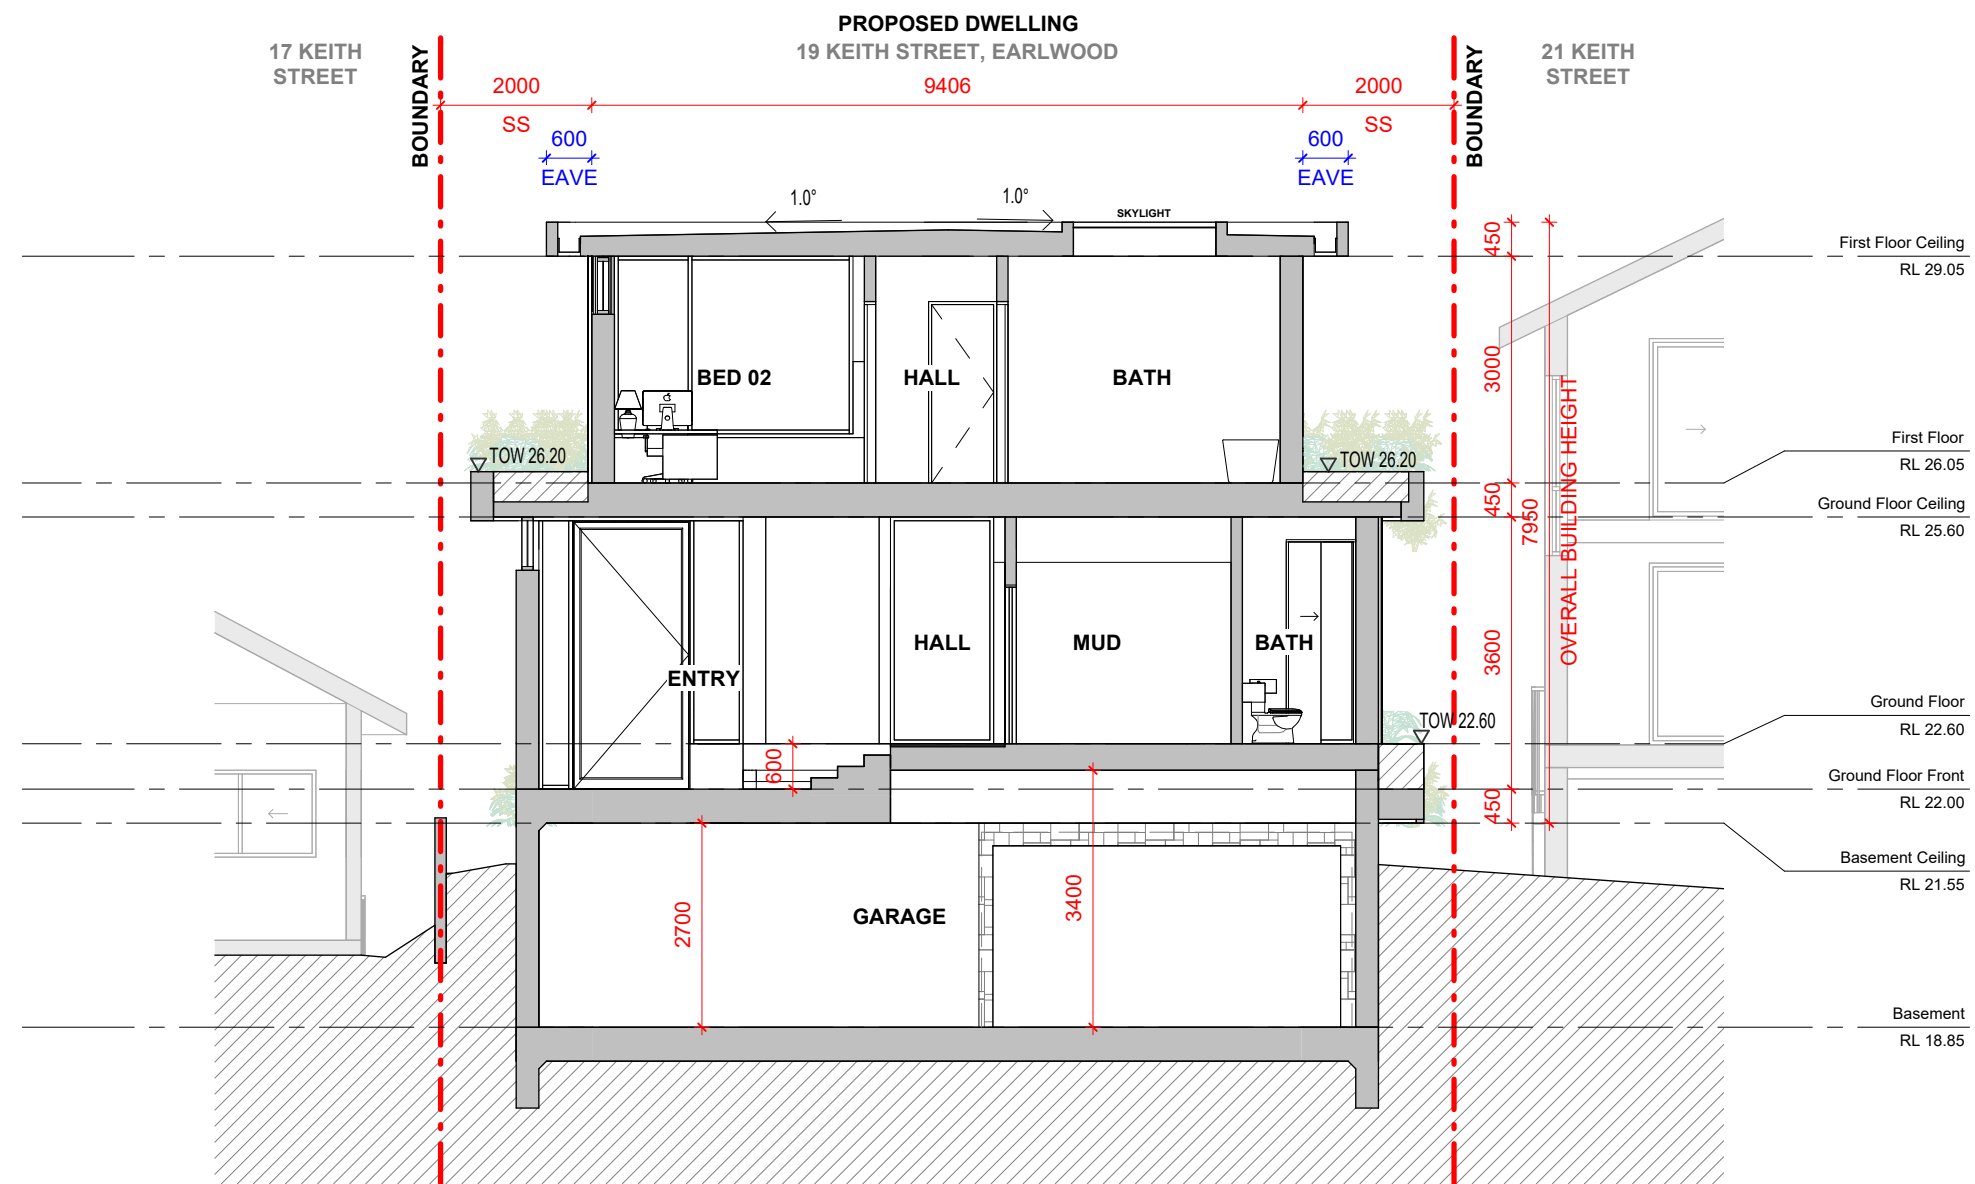 PROPOSED DWELLING
19 KEITH STREET, EARLWOOD
17 KEITH
STREET
21 KEITH
STREET
BOUNDARY
BOUNDARY
2000
9406
2000
SS
SS
600
600
EAVE
EAVE
1.0°
1.0°
SKYLIGHT
450
First Floor Ceiling
RL 29.05
BED 02
HALL
BATH
3000
TOW 26.20
TOW 26.20
First Floor
RL 26.05
450
7950
OVERALL BUILDING HEIGHT
Ground Floor Ceiling
RL 25.60
ENTRY
HALL
MUD
BATH
3600
TOW 22.60
Ground Floor
RL 22.60
600
Ground Floor Front
RL 22.00
450
Basement Ceiling
RL 21.55
2700
GARAGE
3400
Basement
RL 18.85